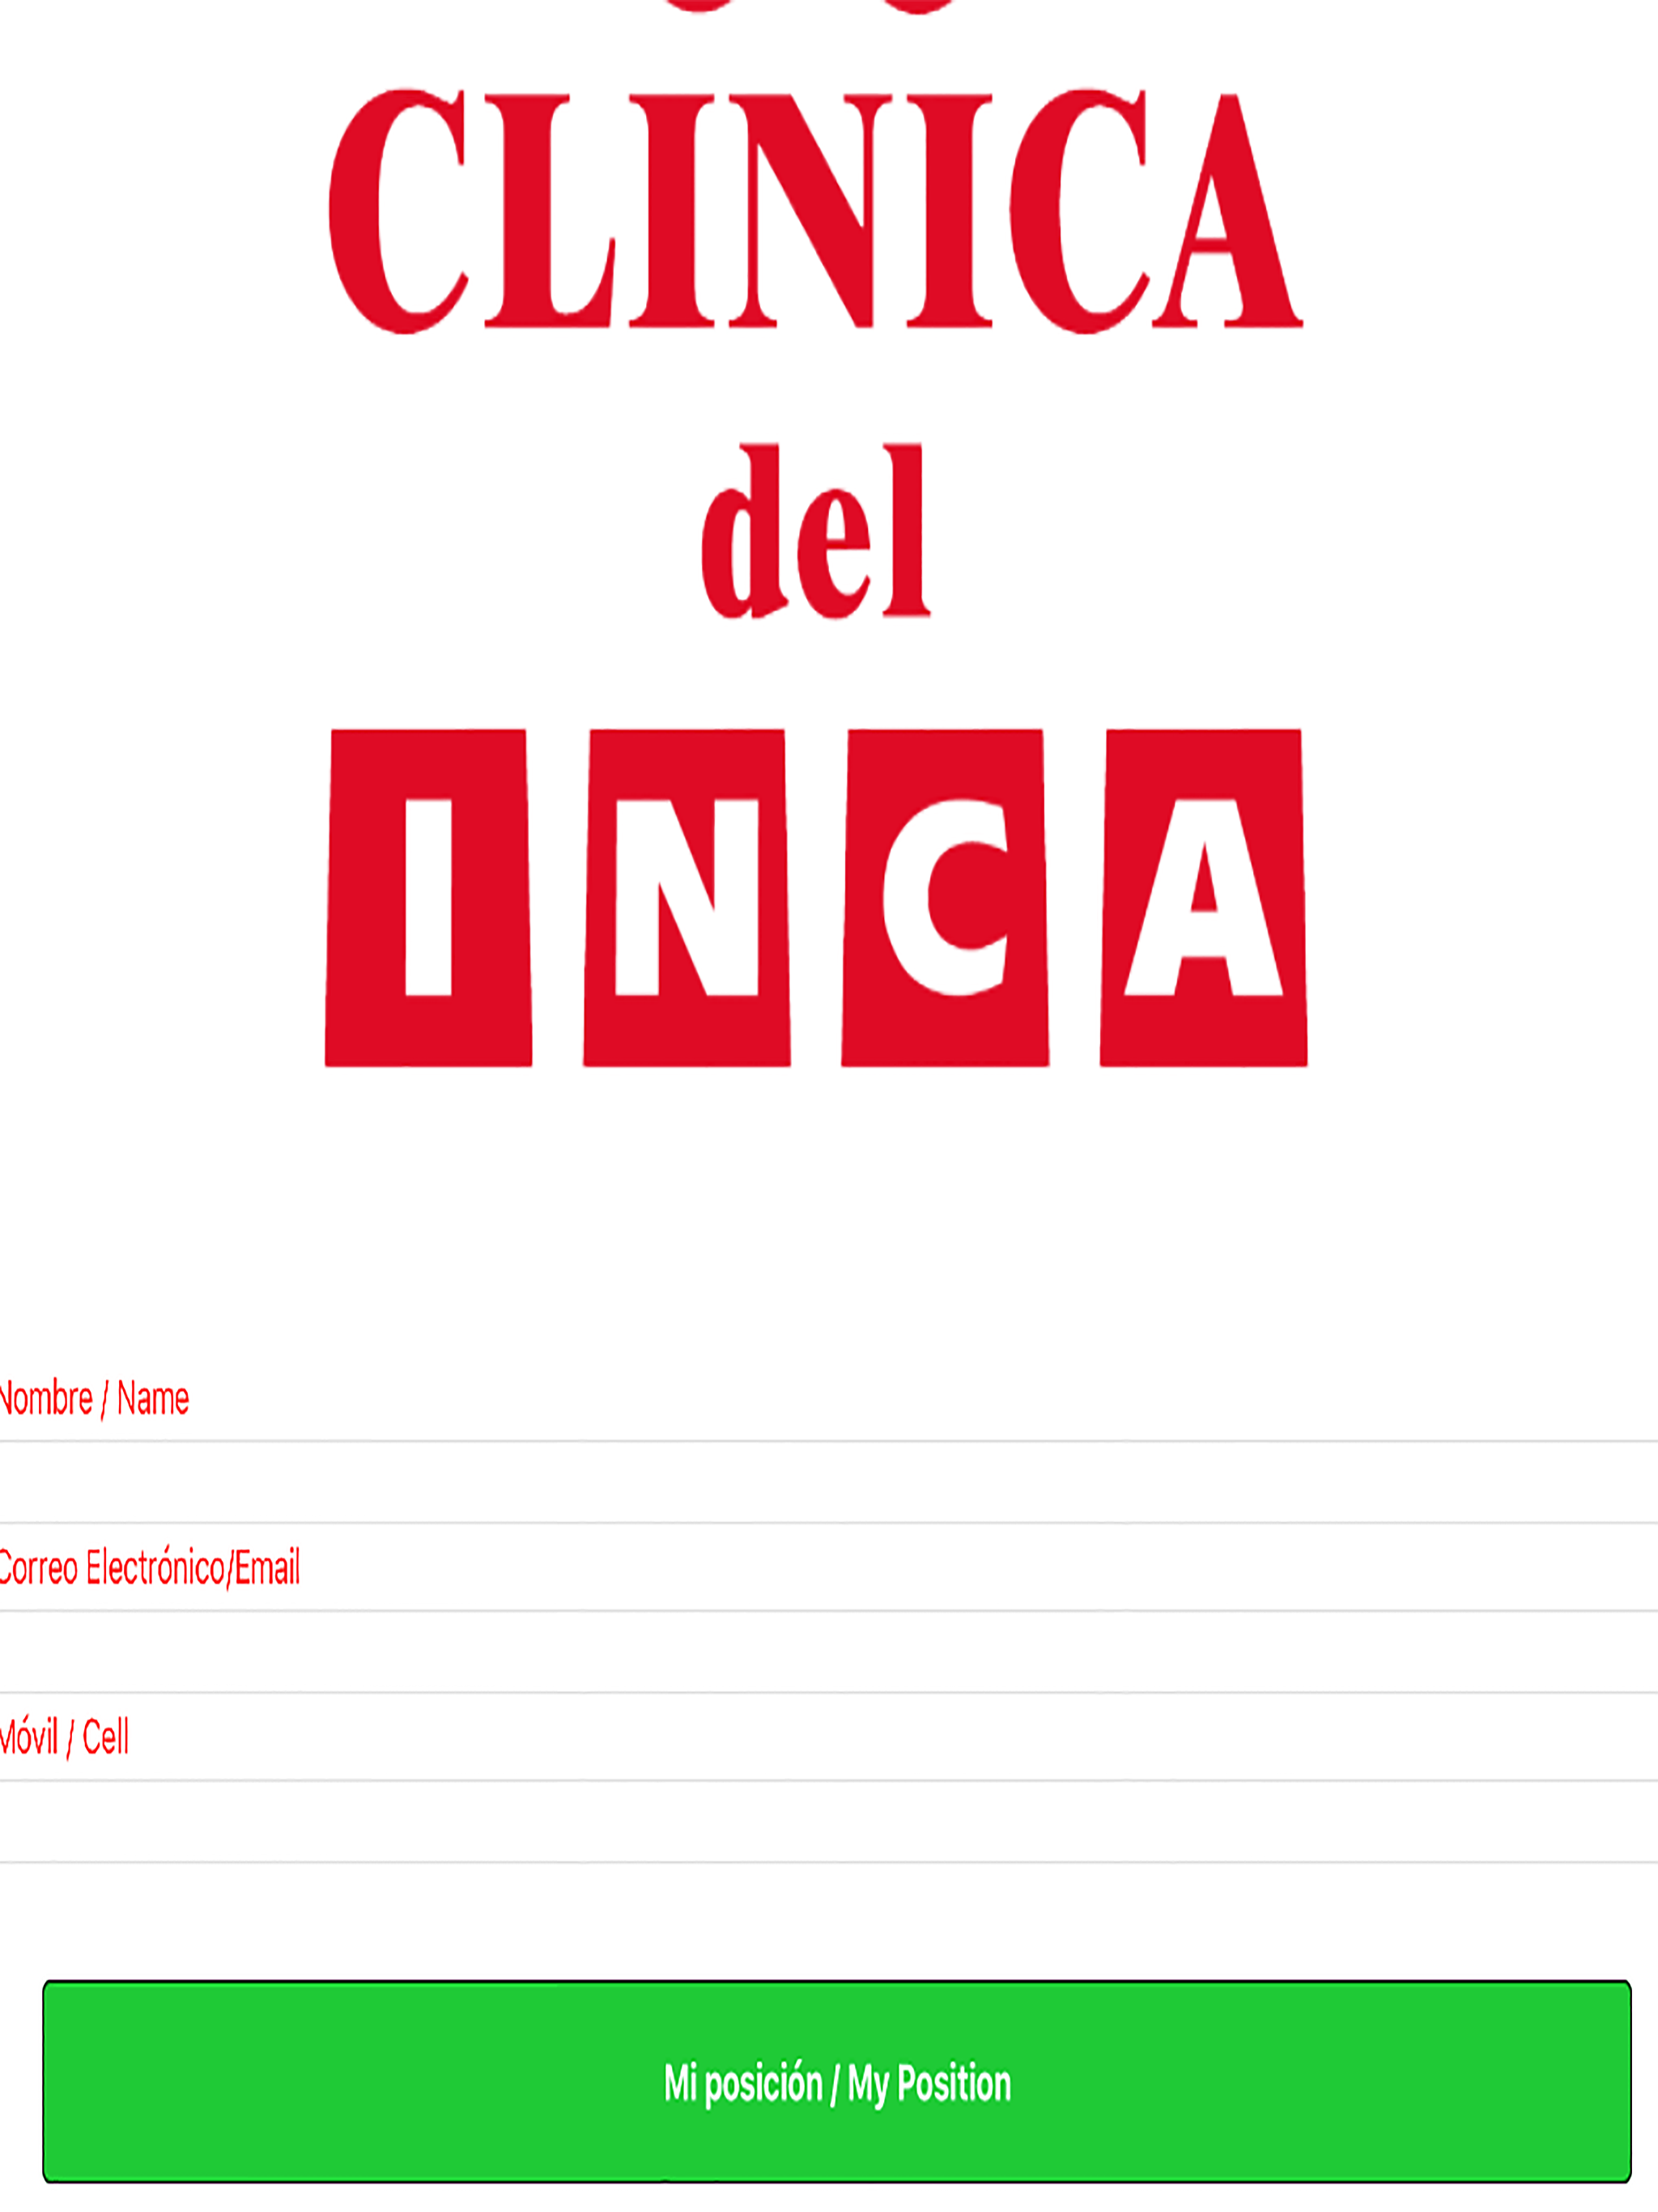 CLINICA
del
INCA
Nombre / Name
Correo Electrónico/Email
Móvil / Cell
Mi posición / My Position